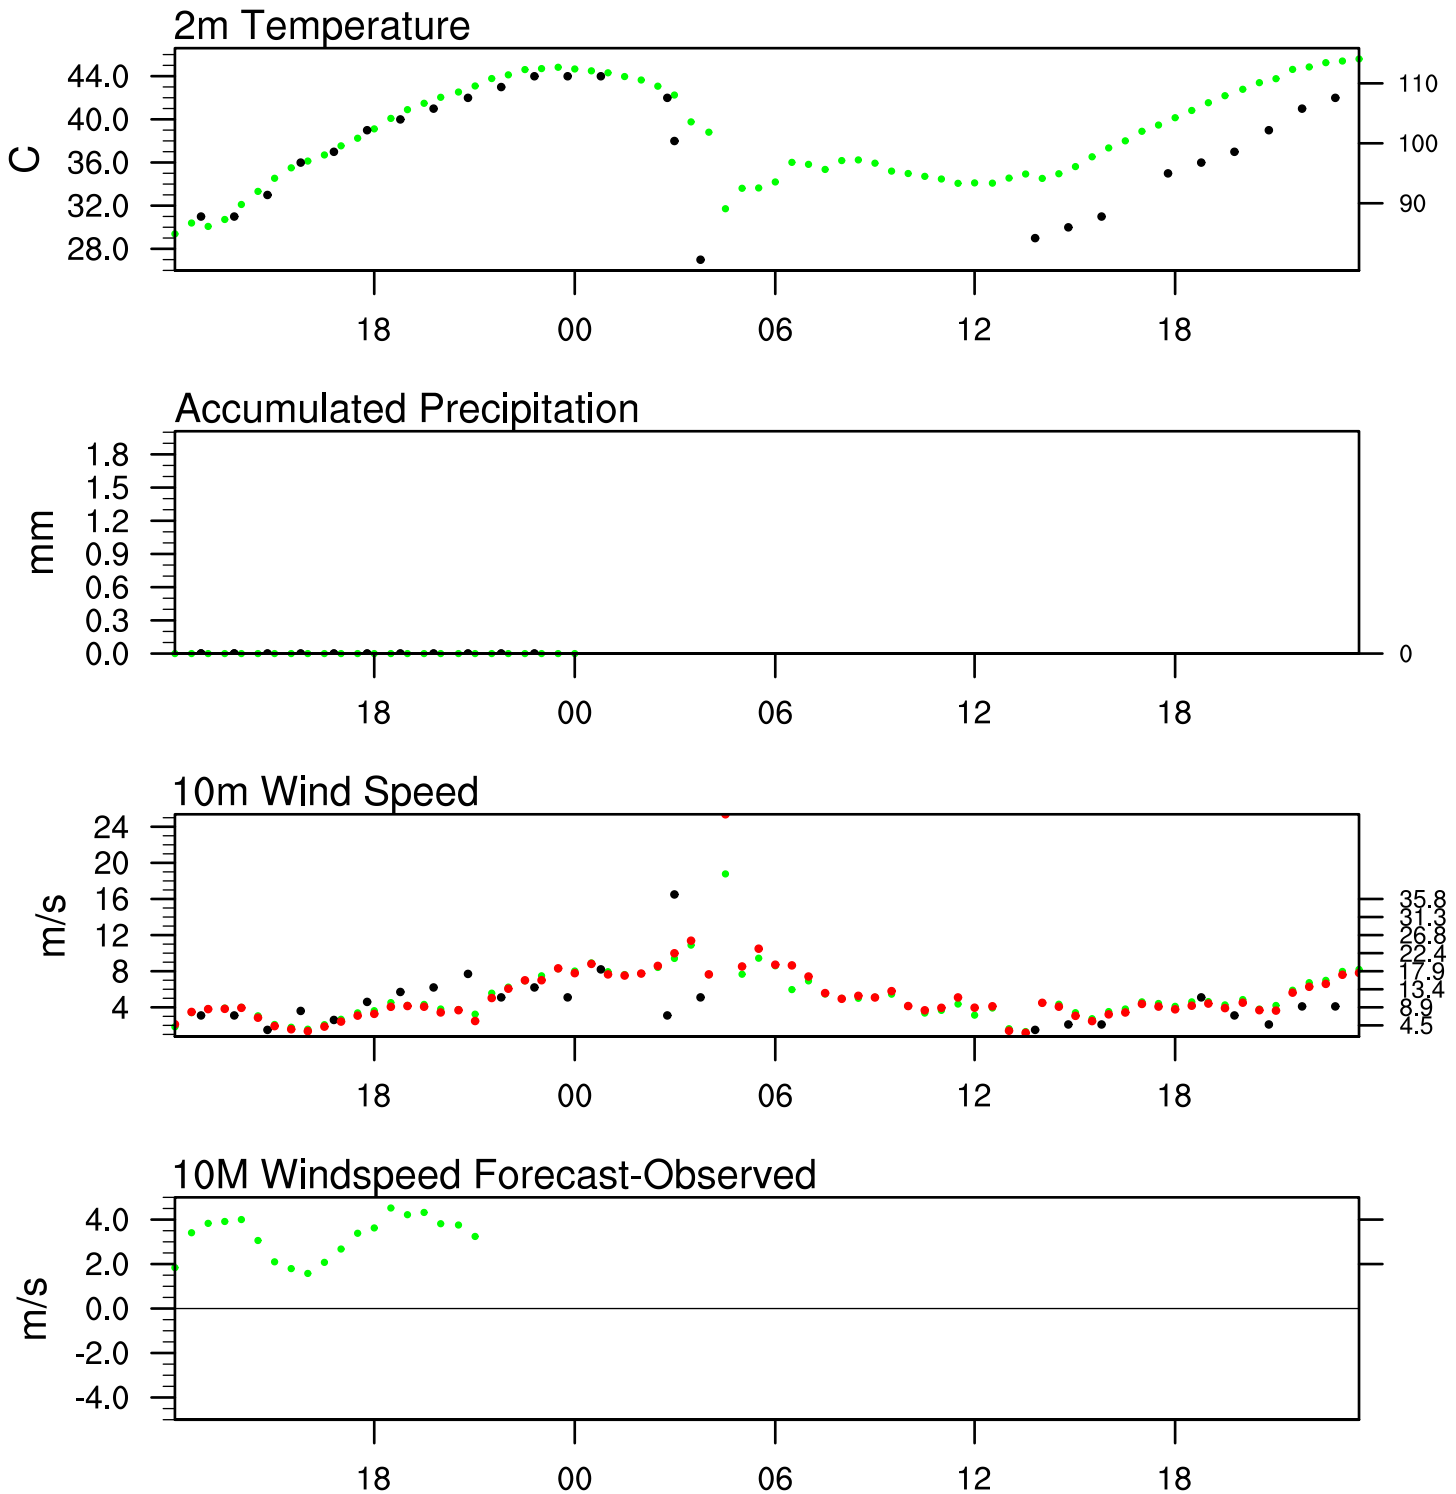 2m Temperature
44.0
40.0
36.0
32.0
28.0
C
110
100
90
18 00 06 12 18
Accumulated Precipitation
1.8
1.5
1.2
0.9
0.6
0.3
0.0
mm
0
18 00 06 12 18
10m Wind Speed
24
20
16
12
8
4
m/s
35.8
31.3
26.8
22.4
17.9
13.4
8.9
4.5
18 00 06 12 18
10M Windspeed Forecast-Observed
4.0
2.0
0.0
-2.0
-4.0
m/s
18 00 06 12 18